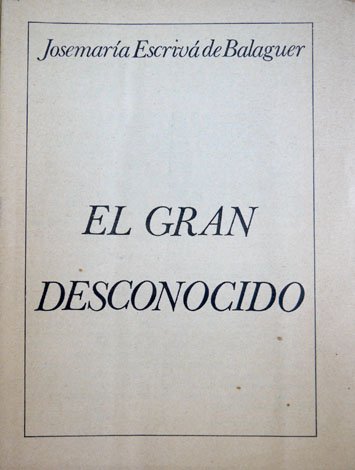 Josemaría Escrivá de Balaguer
EL GRAN
DESCONOCIDO